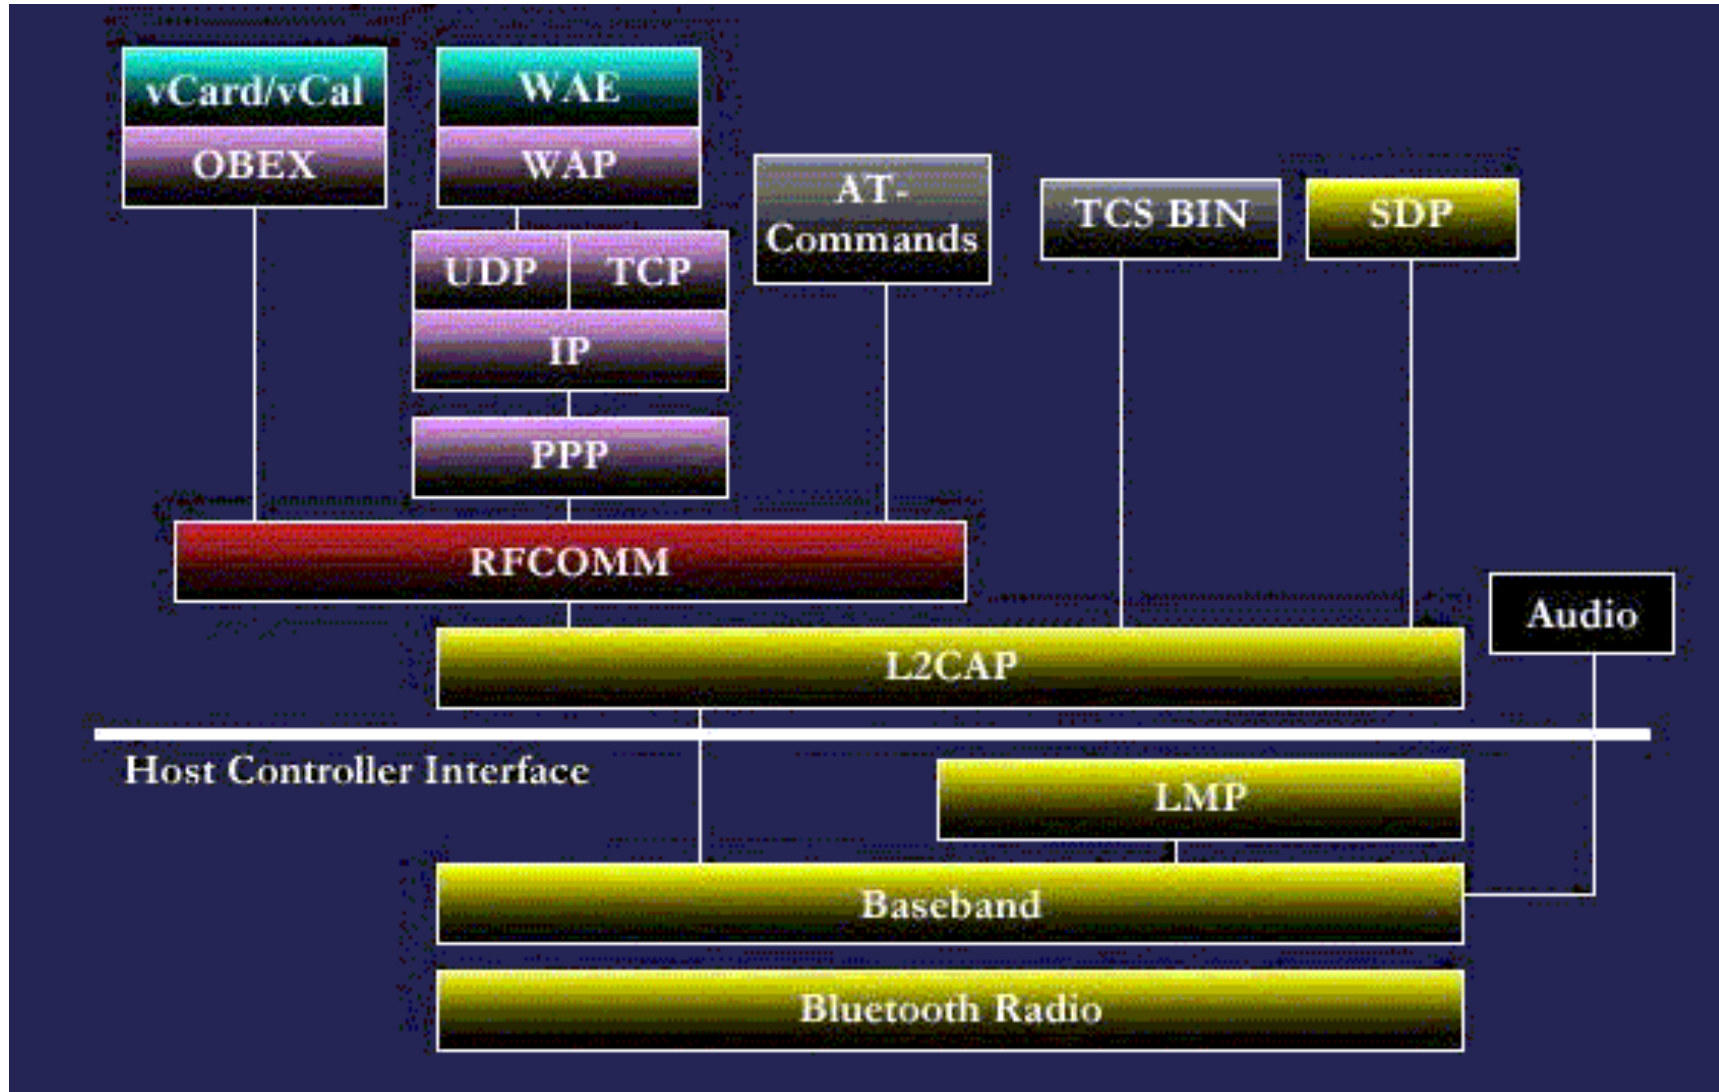 vCard/vCal
WAE
OBEX
WAP
AT-
Commands
TCS BIN
SDP
UDP
TCP
IP
PPP
RFCOMM
Audio
L2CAP
Host Controller Interface
LMP
Baseband
Bluetooth Radio